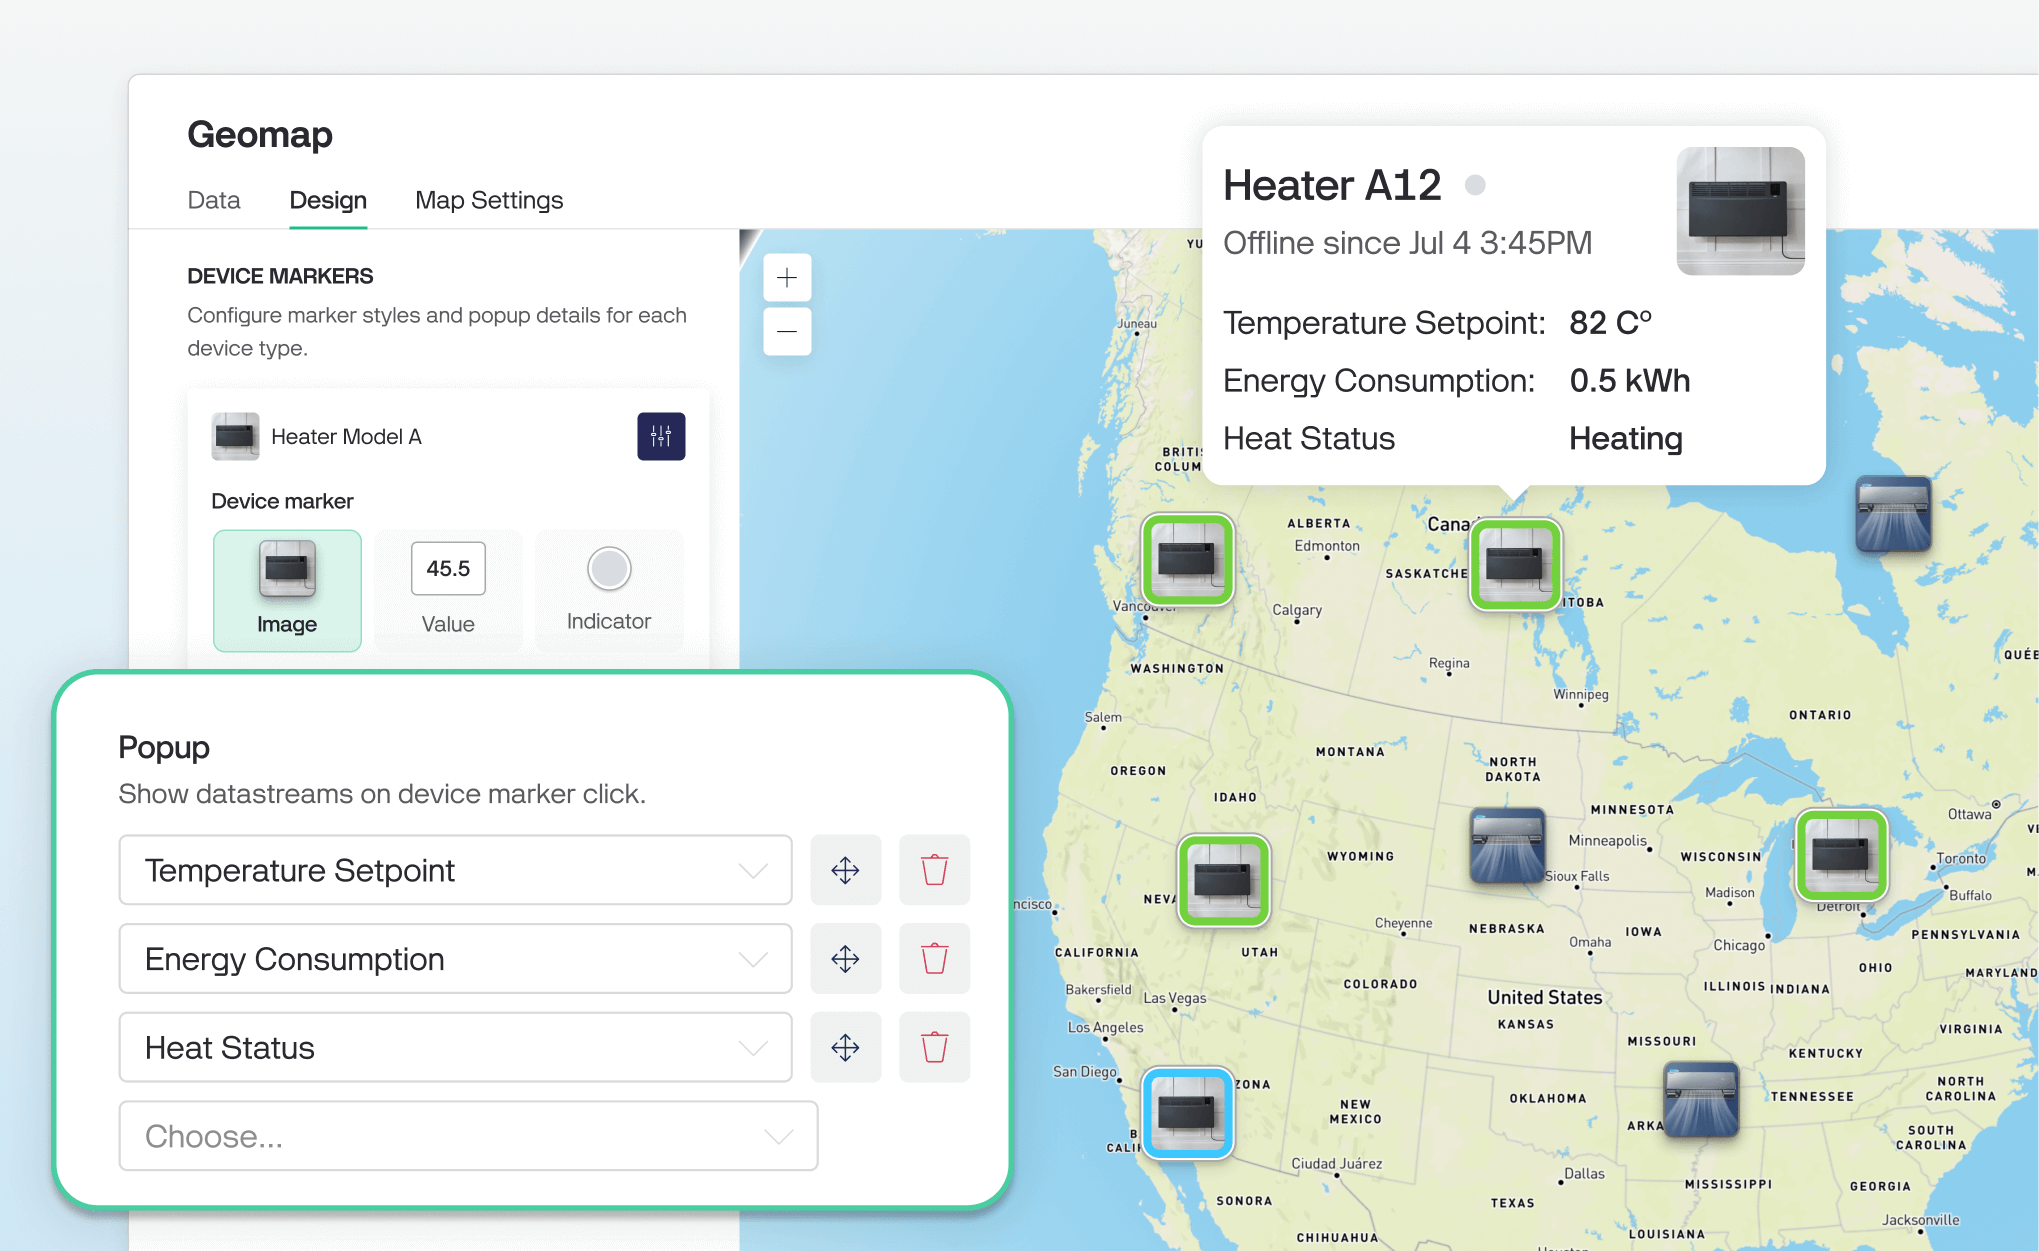 Geomap
Data
Design
Map Settings
DEVICE MARKERS
Configure marker styles and popup details for each
device type.
Heater Model A
Device marker
Image
45.5
Value
Indicator
Popup
Show datastreams on device marker click.
Temperature Setpoint
Energy Consumption
Heat Status
Choose...
Heater A12
Offline since Jul 4 3:45PM
Temperature Setpoint: 82 C°
Energy Consumption: 0.5 kWh
Heat Status Heating
YU
Juneau
BRITIS
COLUM
ALBERTA
Edmonton
Canad
SASKATCHE
ITOBA
Vancouver
Calgary
Regina
Winnipeg
QUÉB
ONTARIO
WASHINGTON
Salem
MONTANA
NORTH
DAKOTA
OREGON
IDAHO
MINNESOTA
Minneapolis
Ottawa
WYOMING
WISCONSIN
Toronto
Sioux Falls
Madison
Buffalo
NEVA
ncisco
Cheyenne
NEBRASKA
Omaha
IOWA
Chicago
Detroit
PENNSYLVANIA
CALIFORNIA
UTAH
COLORADO
OHIO
MARYLAND
Bakersfield
Las Vegas
United States
ILLINOIS
INDIANA
Los Angeles
KANSAS
MISSOURI
VIRGINIA
KENTUCKY
San Diego
ZONA
NEW
MEXICO
OKLAHOMA
ARKA
TENNESSEE
NORTH
CAROLINA
B
CALIF
SOUTH
CAROLINA
Ciudad Juárez
Dallas
MISSISSIPPI
GEORGIA
SONORA
TEXAS
Jacksonville
CHIHUAHUA
LOUISIANA